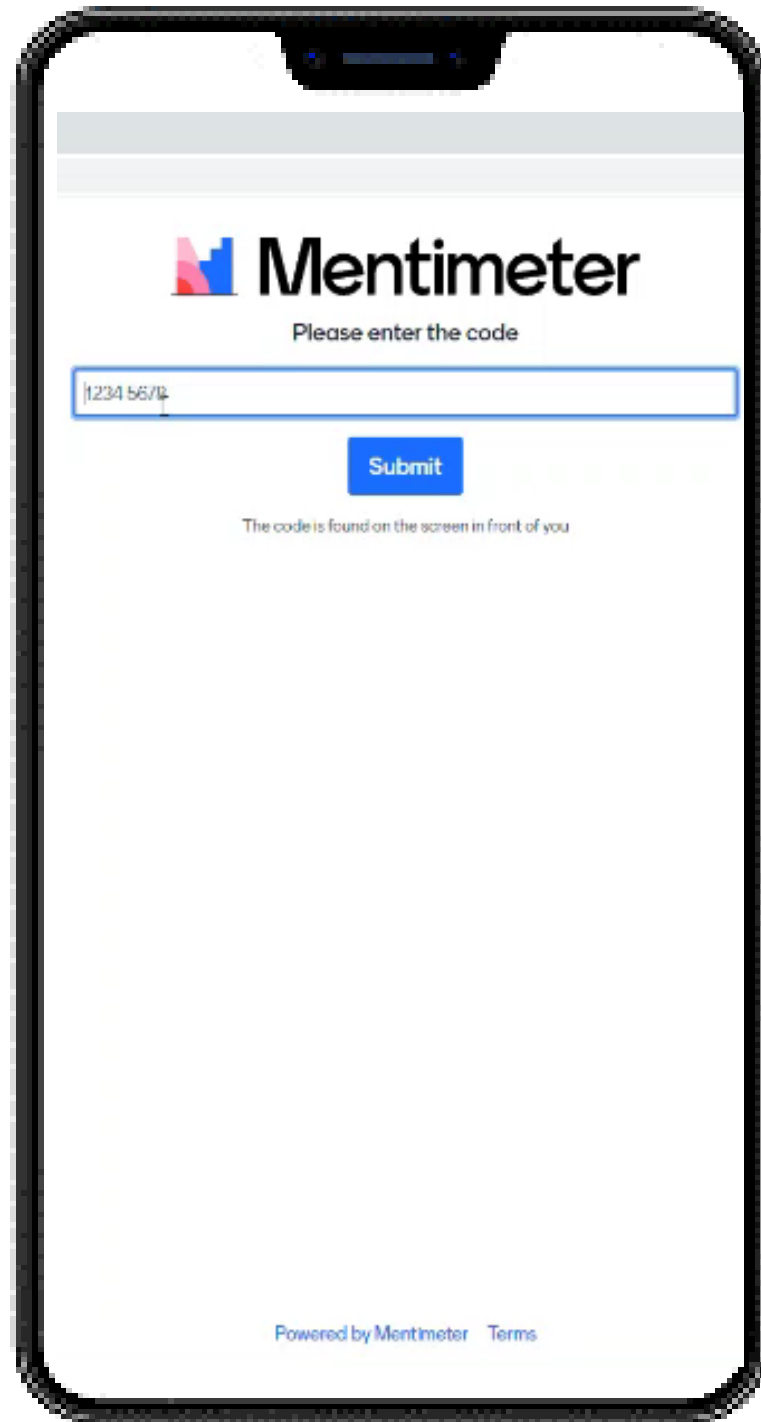 Mentimeter
Please enter the code
1234 5678
Submit
The code is found on the screen in front of you
Powered by Mentimeter Terms